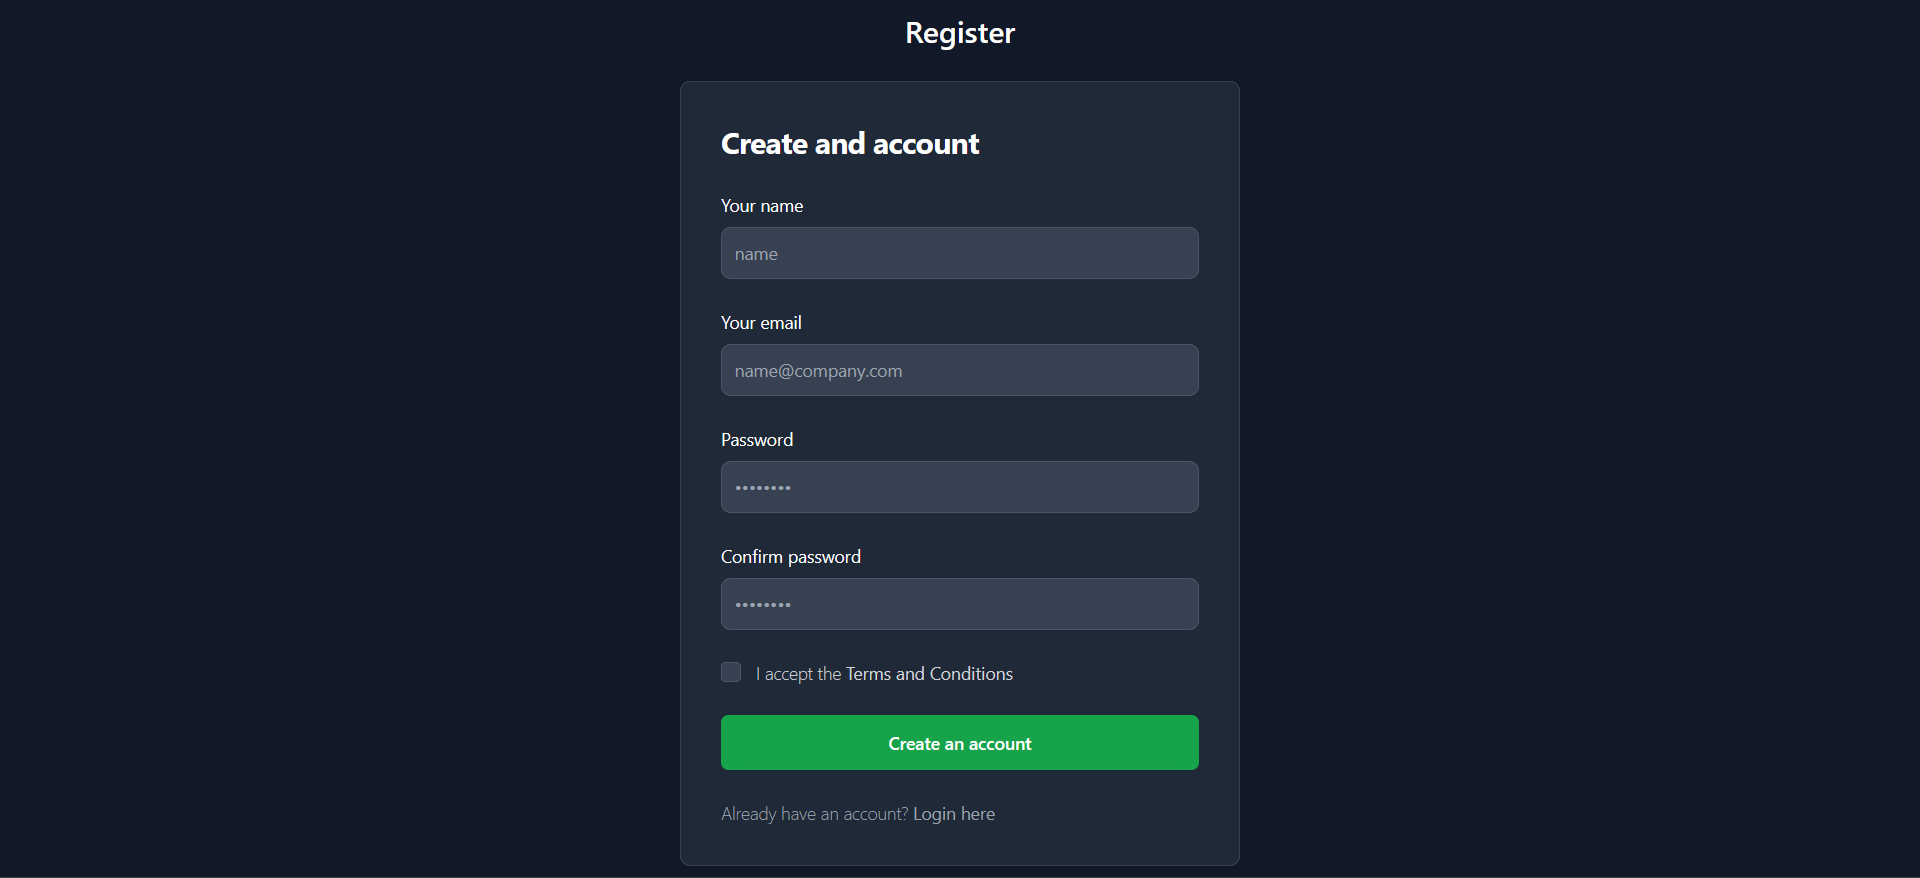 Register
Create and account
Your name
name
Your email
name@company.com
Password
••••••••
Confirm password
••••••••
I accept the Terms and Conditions
Create an account
Already have an account? Login here